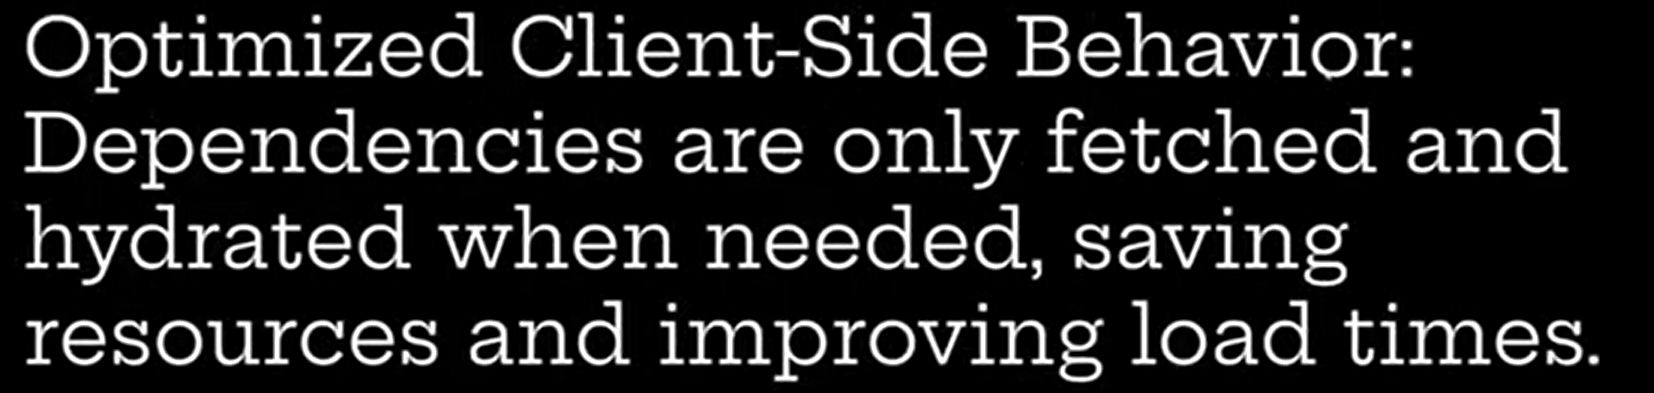 Optimized Client-Side Behavior:
Dependencies are only fetched and
hydrated when needed, saving
resources and improving load times.